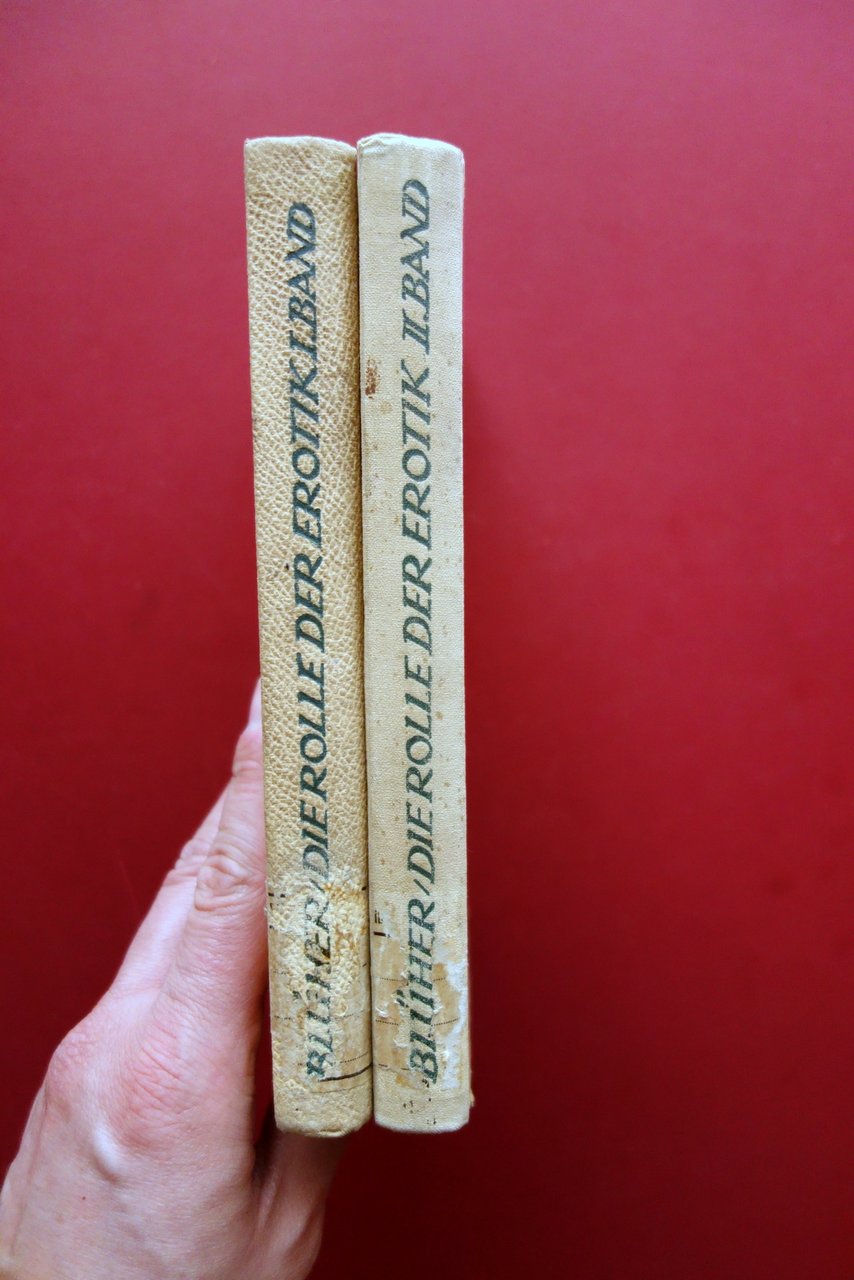 BLÜHER/DIE ROLLE DER EROTIK I.BAND
BLÜHER/DIE ROLLE DER EROTIK II.BAND